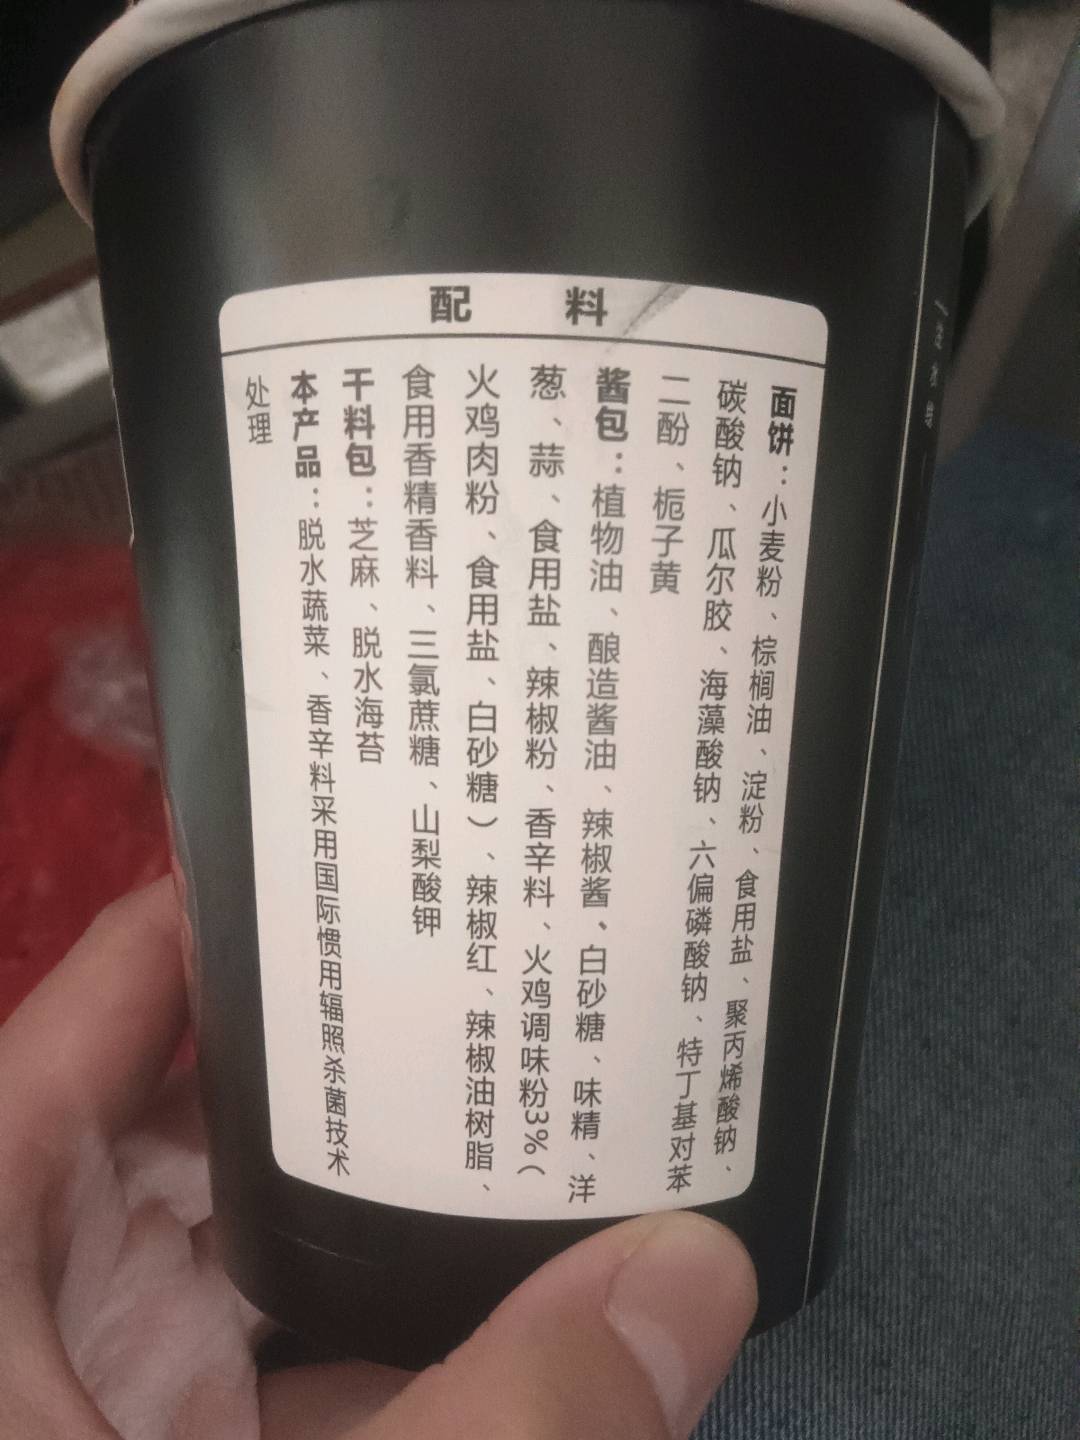 配料
面饼：小麦粉、棕榈油、淀粉、食用盐、聚丙烯酸钠、
碳酸钠、瓜尔胶、海藻酸钠、六偏磷酸钠、特丁基对苯
二酚、栀子黄
酱包：植物油、酿造酱油、辣椒酱、白砂糖、味精、洋
葱、蒜、食用盐、辣椒粉、香辛料、火鸡调味粉3%（
火鸡肉粉、食用盐、白砂糖）、辣椒红、辣椒油树脂、
食用香精香料、三氯蔗糖、山梨酸钾
干料包：芝麻、脱水海苔
本产品：脱水蔬菜、香辛料采用国际惯用辐照杀菌技术
处理
注水线